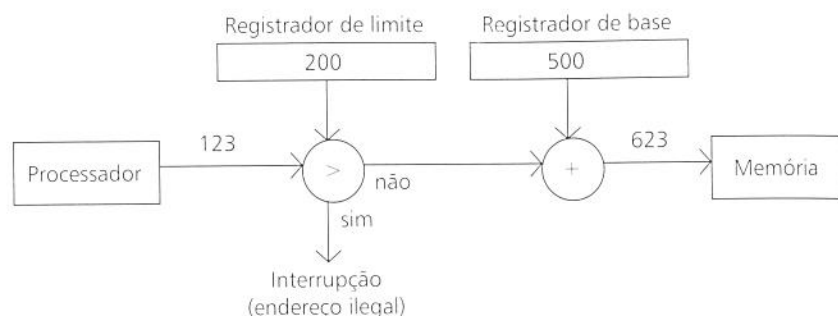 Registrador de limite
200
Registrador de base
500
Processador
123
>
não
sim
Interrupção
(endereço ilegal)
+
623
Memória